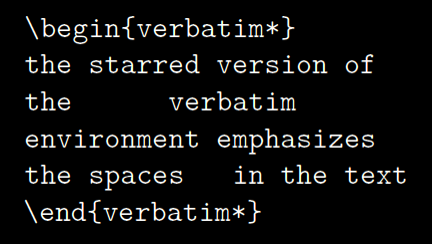 \begin{verbatim*}
the starred version of
the      verbatim
environment emphasizes
the spaces   in the text
\end{verbatim*}